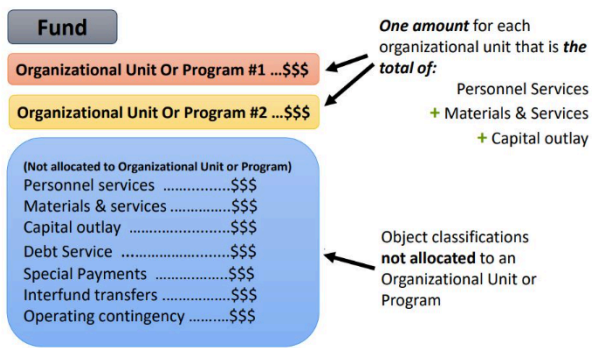 Fund
One amount for each
organizational unit that is the
total of:
Personnel Services
+ Materials & Services
+ Capital outlay
Organizational Unit Or Program #1 ...$$$
Organizational Unit Or Program #2 ...$$$
(Not allocated to Organizational Unit or Program)
Personnel services .................$$$
Materials & services ...............$$$
Capital outlay .........................$$$
Debt Service ...........................$$$
Special Payments ....................$$$
Interfund transfers ..................$$$
Operating contingency ..........$$$
Object classifications
not allocated to an
Organizational Unit or
Program